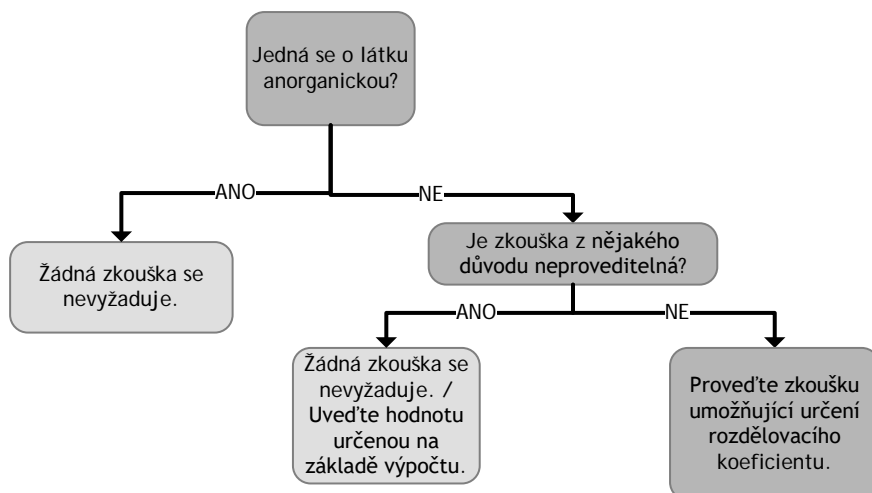 Jedná se o látku
anorganickou?
ANO
NE
Žádná zkouška se
nevyžaduje.
Je zkouška z nějakého
důvodu neproveditelná?
ANO
NE
Žádná zkouška se
nevyžaduje. /
Uveďte hodnotu
určenou na
základě výpočtu.
Proveďte zkoušku
umožňující určení
rozdělovacího
koeficientu.